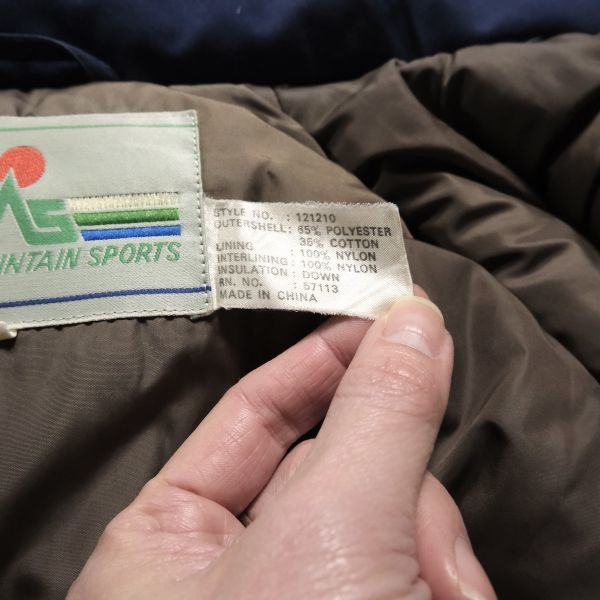 MS
UNTAIN SPORTS
STYLE NO. : 121210
OUTERSHELL: 65% POLYESTER
35% COTTON
LINING : 100% NYLON
INTERLINING : 100% NYLON
INSULATION : DOWN
RN. NO. : 57113
MADE IN CHINA